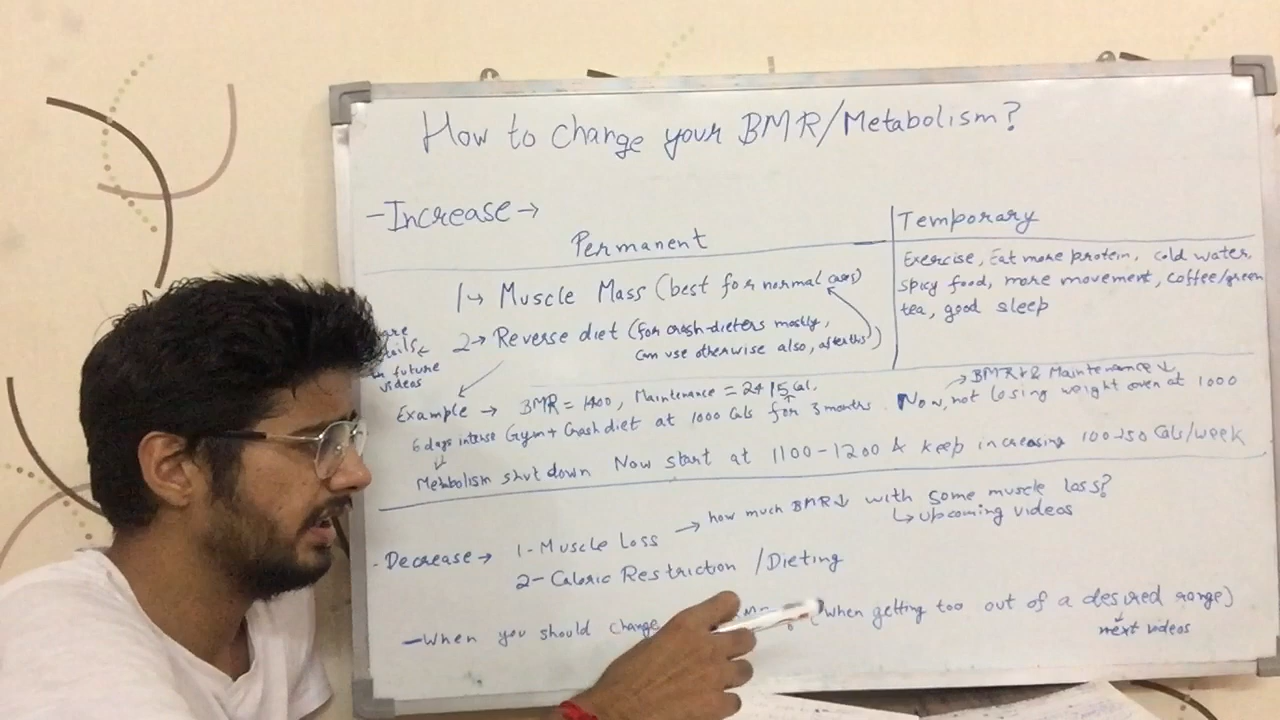 How to change your BMR/Metabolism?
-Increase→
Permanent
Temporary
1→ Muscle Mass (best for normal cases)
2→ Reverse diet (for crash-dieters mostly,
can use otherwise also, after this)
Exercise, Eat more protein, cold water,
spicy food, more movement, coffee/green
tea, good sleep
in future
videos
Example → BMR = 1400, Maintenance = 2415 Cal.
→BMR↓ & Maintenance↓
6 days intense Gym + Crash diet at 1000 Cals for 3 months. Now, not losing weight even at 1000
Metabolism shut down Now start at 1100-1200 & keep increasing 100-150 Cals/week
-Decrease→ 1- Muscle Loss → how much BMR↓ with some muscle loss?
↳ Upcoming videos
2- Caloric Restriction /Dieting
-When you should change (when getting too out of a desired range)
next videos